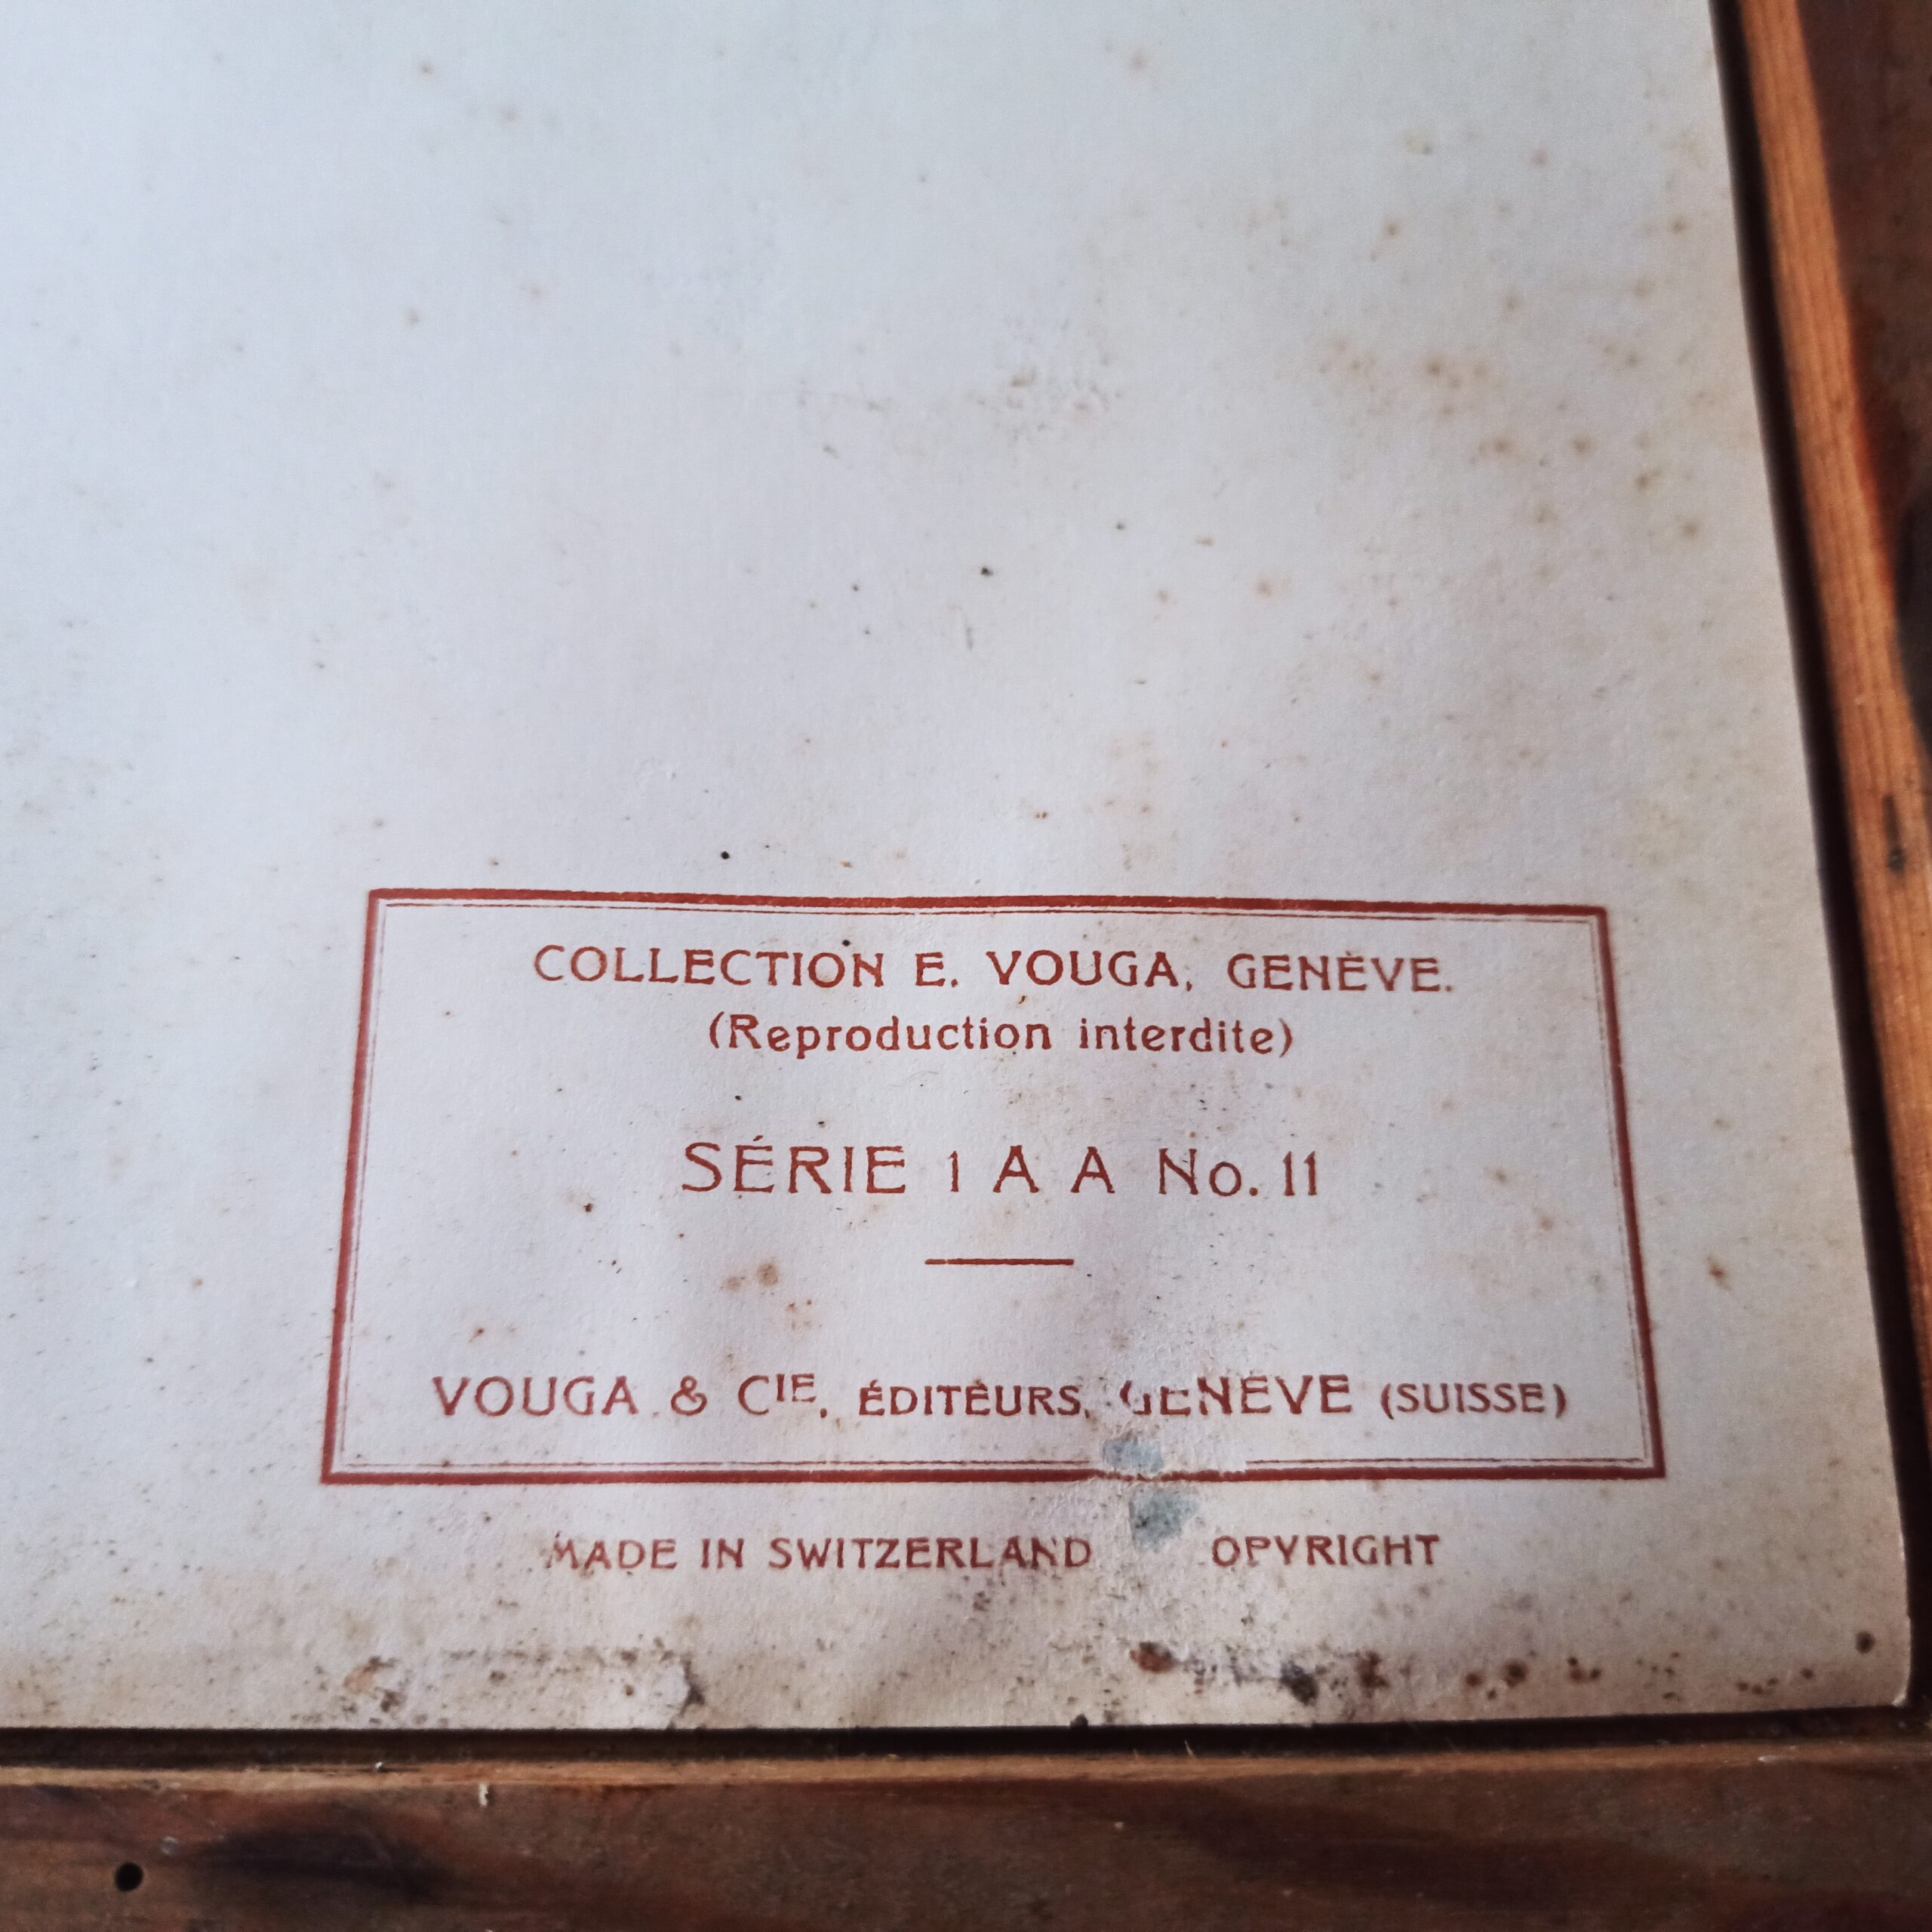 COLLECTION E. VOUGA, GENÈVE.
(Reproduction interdite)
SÉRIE 1 A A No. 11
VOUGA & CIE, ÉDITEURS, GENÈVE (SUISSE)
MADE IN SWITZERLAND OPYRIGHT